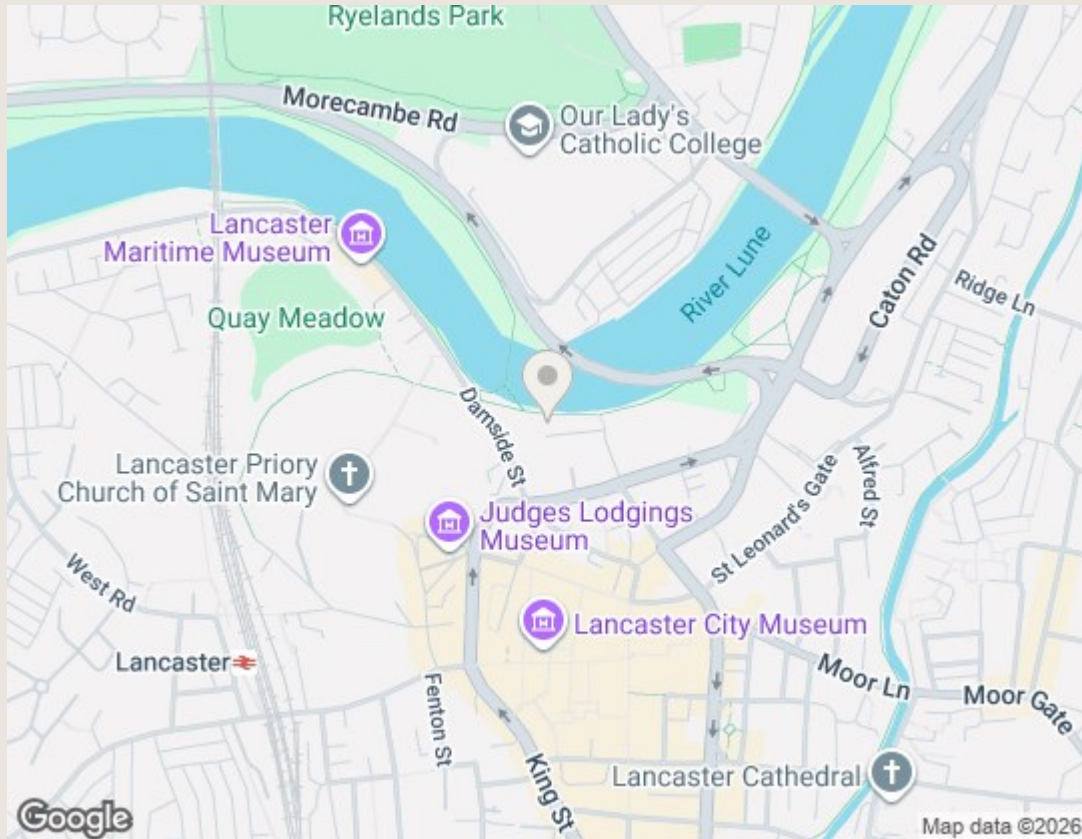 Ryelands Park
Morecambe Rd
Our Lady's
Catholic College
Lancaster
Maritime Museum
River Lune
Caton Rd
Ridge Ln
Quay Meadow
Damside St
Alfred St
Lancaster Priory
Church of Saint Mary
Judges Lodgings
Museum
St Leonard's Gate
West Rd
Lancaster City Museum
Lancaster
Fenton St
Moor Ln
Moor Gate
King St
Lancaster Cathedral
Google
Map data ©2026